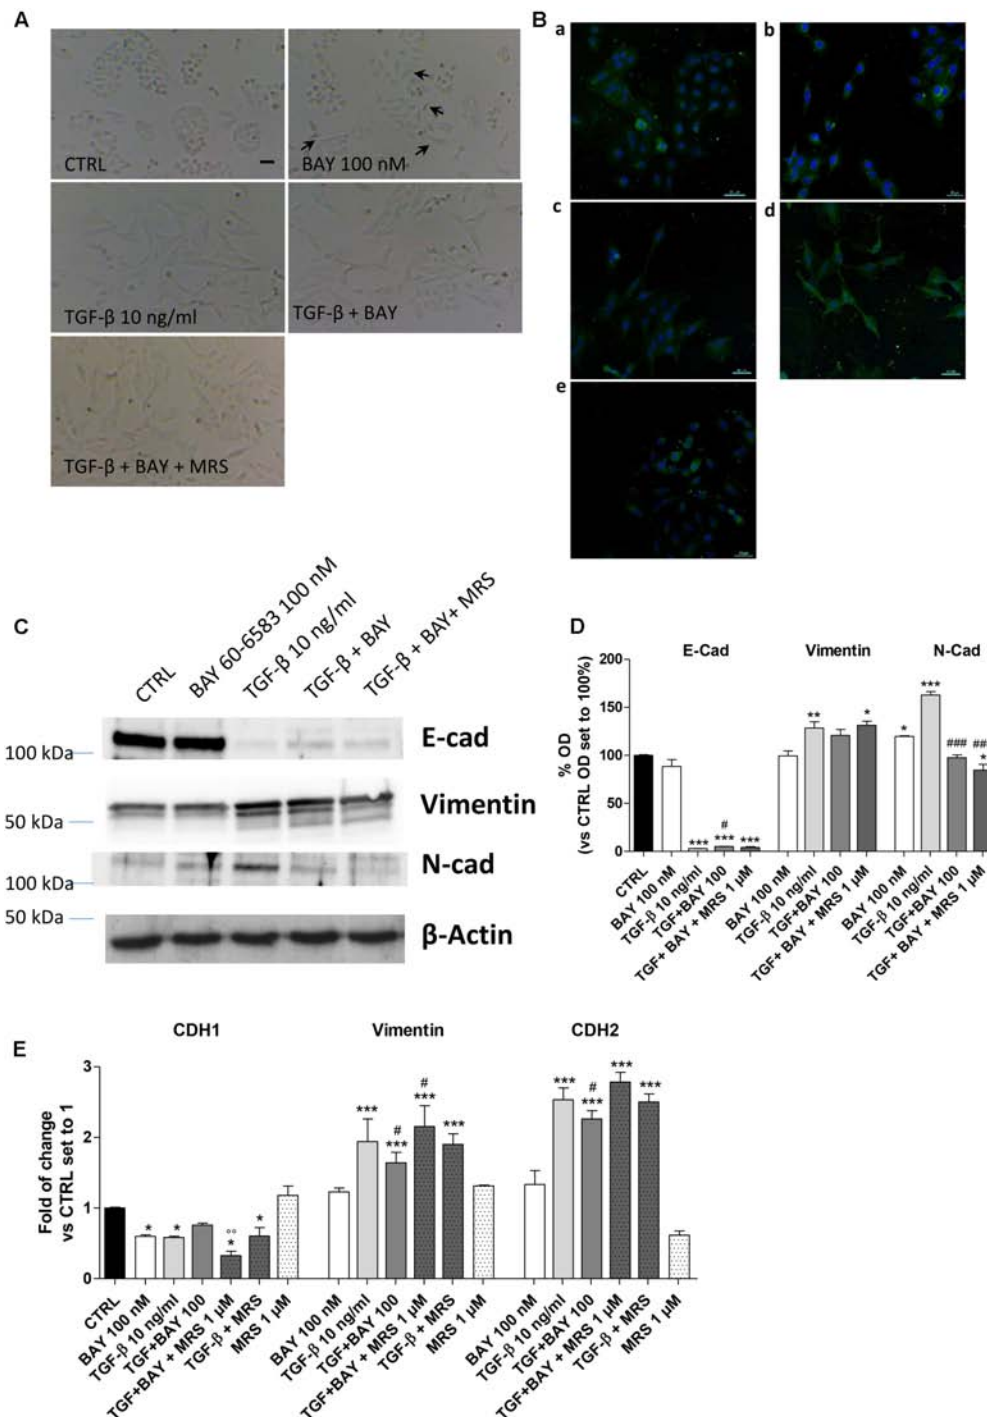 A
CTRL
BAY 100 nM
TGF-β 10 ng/ml
TGF-β + BAY
TGF-β + BAY + MRS
B
a
b
c
d
e
C
CTRL
BAY 60-6583 100 nM
TGF-β 10 ng/ml
TGF-β + BAY
TGF-β + BAY+ MRS
100 kDa
E-cad
50 kDa
Vimentin
100 kDa
N-cad
50 kDa
β-Actin
D
E-Cad
Vimentin
N-Cad
% OD
(vs CTRL OD set to 100%)
200
150
100
50
0
***
#
***
***
**
*
*
***
###
##
*
CTRL
BAY 100 nM
TGF-β 10 ng/ml
TGF+BAY 100
TGF+ BAY + MRS 1 μM
BAY 100 nM
TGF-β 10 ng/ml
TGF+BAY 100
TGF+ BAY + MRS 1 μM
BAY 100 nM
TGF-β 10 ng/ml
TGF+BAY 100
TGF+ BAY + MRS 1 μM
E
CDH1
Vimentin
CDH2
Fold of change
vs CTRL set to 1
3
2
1
0
*
*
°°
*
*
***
#
***
#
***
***
***
#
***
***
***
CTRL
BAY 100 nM
TGF-β 10 ng/ml
TGF+BAY 100
TGF+BAY + MRS 1 μM
TGF-β + MRS
MRS 1 μM
BAY 100 nM
TGF-β 10 ng/ml
TGF+BAY 100
TGF+BAY + MRS 1 μM
TGF-β + MRS
MRS 1 μM
BAY 100 nM
TGF-β 10 ng/ml
TGF+BAY 100
TGF+BAY + MRS 1 μM
TGF-β + MRS
MRS 1 μM